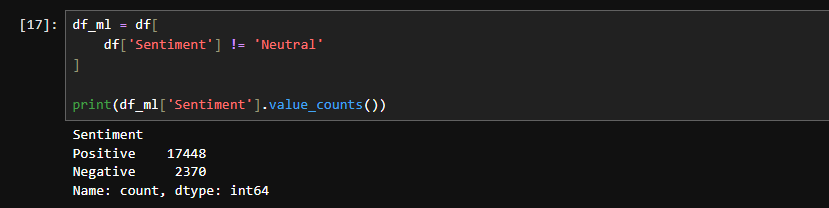 [17]: df_ml = df[
    df['Sentiment'] != 'Neutral'
]
print(df_ml['Sentiment'].value_counts())
Sentiment
Positive    17448
Negative     2370
Name: count, dtype: int64